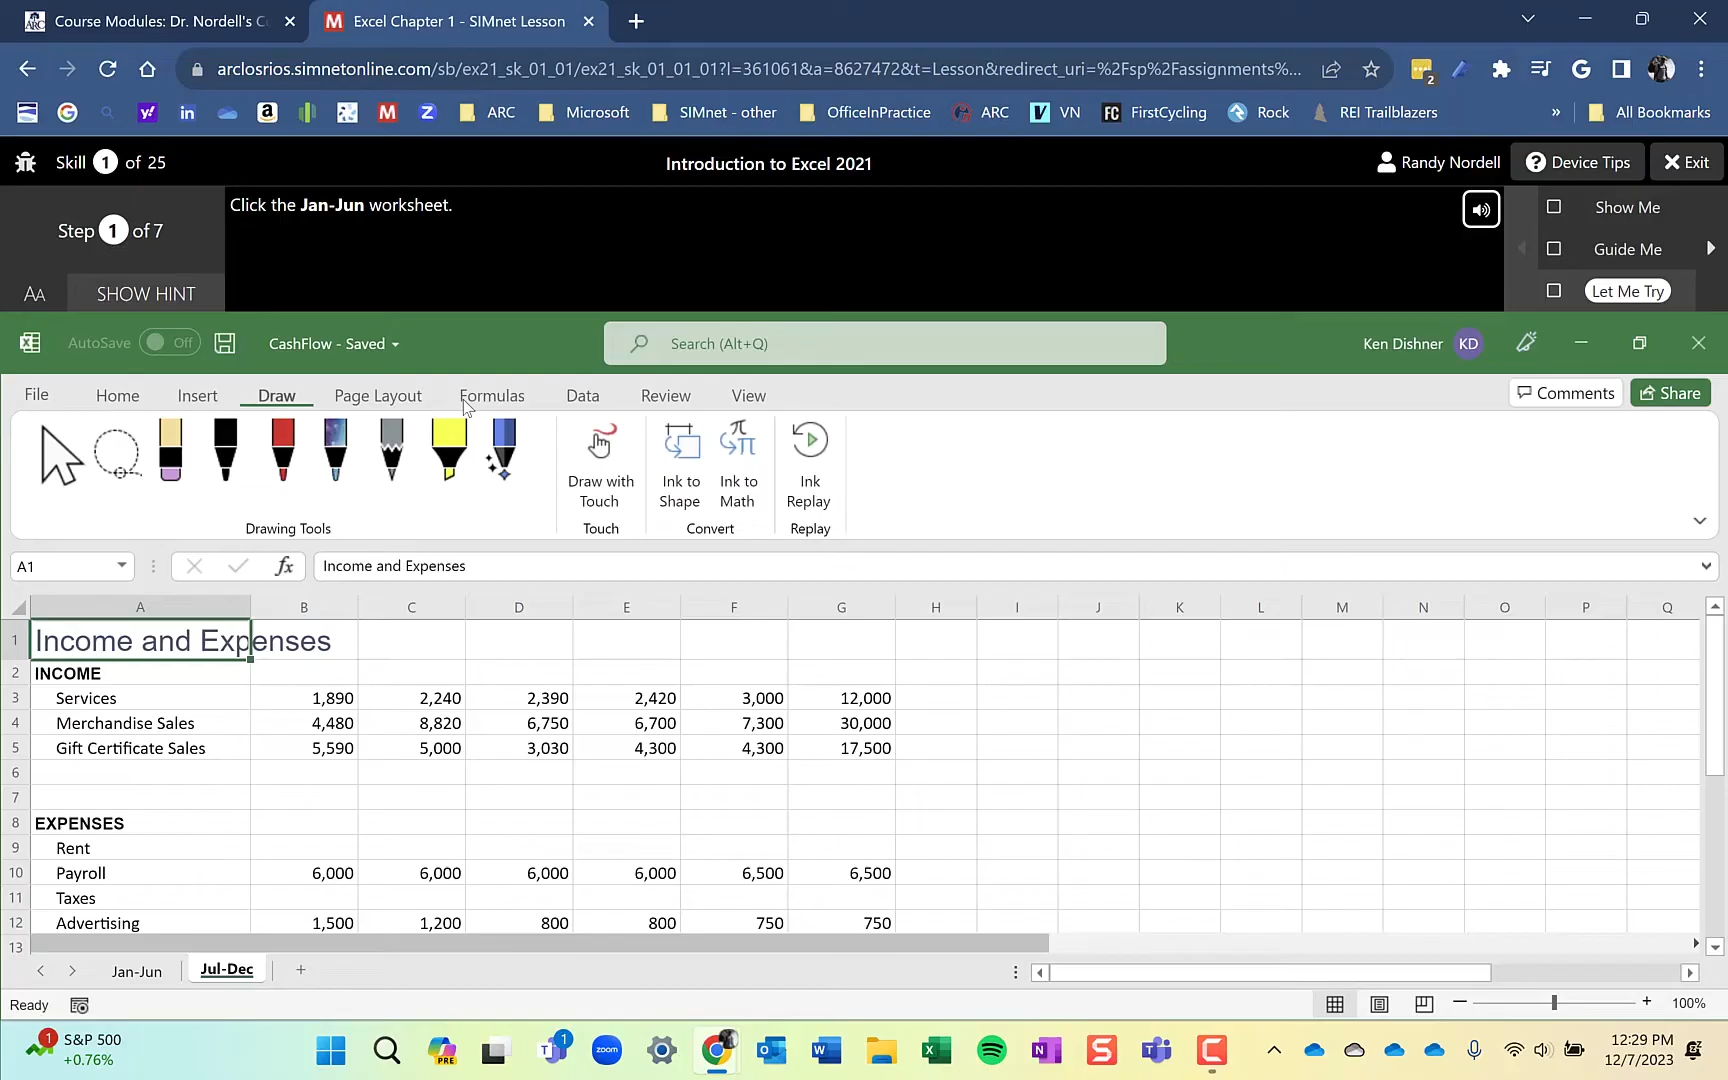 Course Modules: Dr. Nordell's Cu
Excel Chapter 1 - SIMnet Lesson
arclosrios.simnetonline.com/sb/ex21_sk_01_01/ex21_sk_01_01_01?l=361061&a=8627472&t=Lesson&redirect_uri=%2Fsp%2Fassignments%...
ARC Microsoft SIMnet - other OfficeInPractice ARC VN FirstCycling Rock REI Trailblazers » All Bookmarks
Skill 1 of 25 Introduction to Excel 2021 Randy Nordell Device Tips Exit
Click the Jan-Jun worksheet.
Step 1 of 7
Show Me
Guide Me
Let Me Try
AA SHOW HINT
AutoSave Off CashFlow - Saved Search (Alt+Q) Ken Dishner KD
File Home Insert Draw Page Layout Formulas Data Review View Comments Share
Draw with Touch
Ink to Shape
Ink to Math
Ink Replay
Drawing Tools Touch Convert Replay
A1 fx Income and Expenses
A B C D E F G H I J K L M N O P Q
1 Income and Expenses
2 INCOME
3 Services 1,890 2,240 2,390 2,420 3,000 12,000
4 Merchandise Sales 4,480 8,820 6,750 6,700 7,300 30,000
5 Gift Certificate Sales 5,590 5,000 3,030 4,300 4,300 17,500
6
7
8 EXPENSES
9 Rent
10 Payroll 6,000 6,000 6,000 6,000 6,500 6,500
11 Taxes
12 Advertising 1,500 1,200 800 800 750 750
13
Jan-Jun Jul-Dec
Ready 100%
1 S&P 500
+0.76%
PRE
1
zoom
12:29 PM
12/7/2023